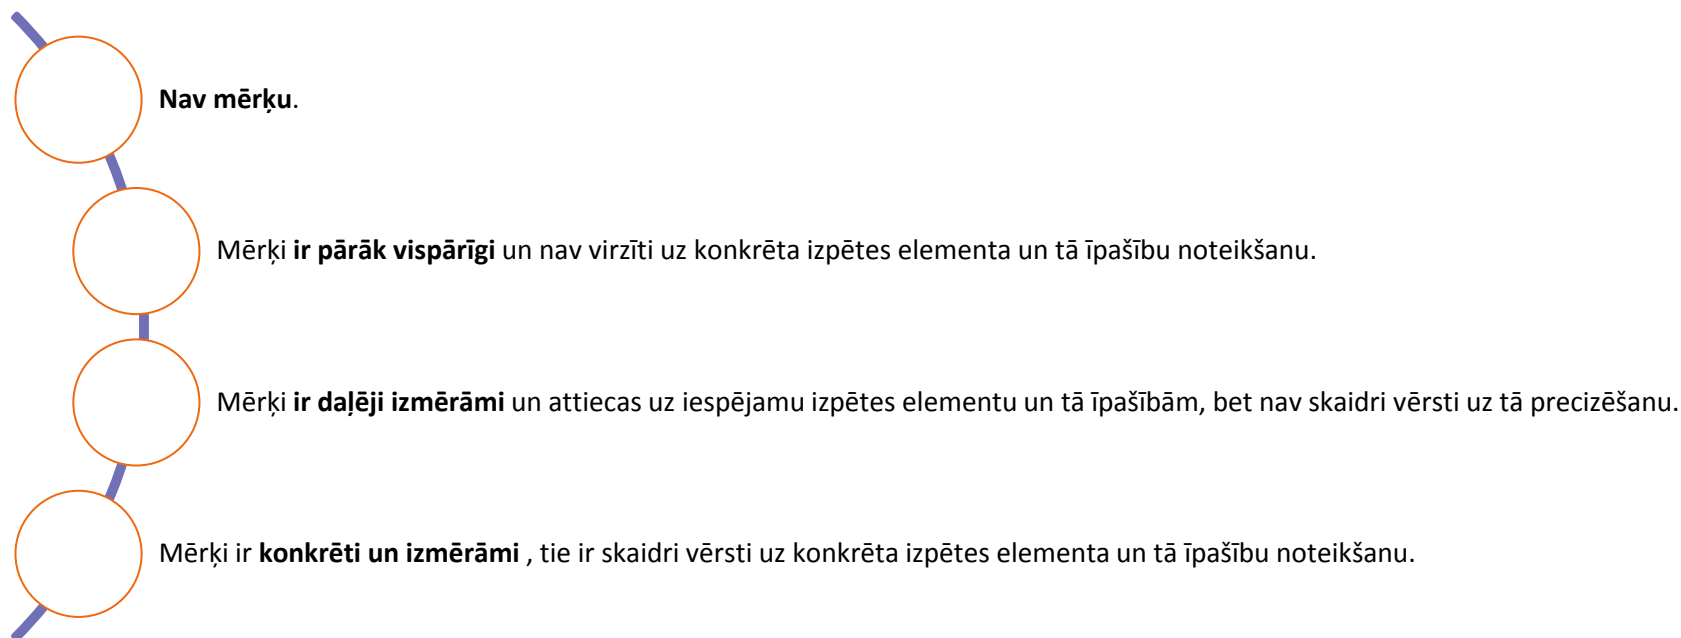 Nav mērķu.
Mērķi ir pārāk vispārīgi un nav virzīti uz konkrēta izpētes elementa un tā īpašību noteikšanu.
Mērķi ir daļēji izmērāmi un attiecas uz iespējamu izpētes elementu un tā īpašībām, bet nav skaidri vērsti uz tā precizēšanu.
Mērķi ir konkrēti un izmērāmi , tie ir skaidri vērsti uz konkrēta izpētes elementa un tā īpašību noteikšanu.